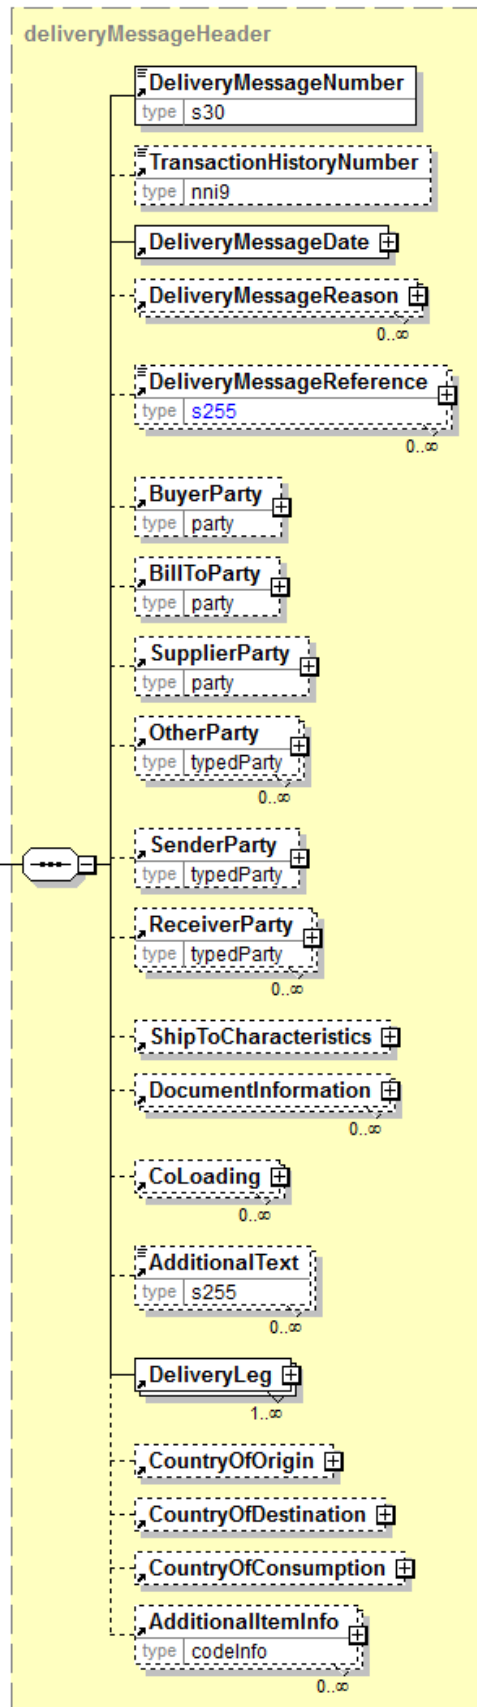 deliveryMessageHeader
DeliveryMessageNumber
type s30
TransactionHistoryNumber
type nni9
DeliveryMessageDate
DeliveryMessageReason
0..∞
DeliveryMessageReference
type s255
0..∞
BuyerParty
type party
BillToParty
type party
SupplierParty
type party
OtherParty
type typedParty
0..∞
SenderParty
type typedParty
ReceiverParty
type typedParty
0..∞
ShipToCharacteristics
DocumentInformation
0..∞
CoLoading
0..∞
AdditionalText
type s255
0..∞
DeliveryLeg
1..∞
CountryOfOrigin
CountryOfDestination
CountryOfConsumption
AdditionalItemInfo
type codeInfo
0..∞